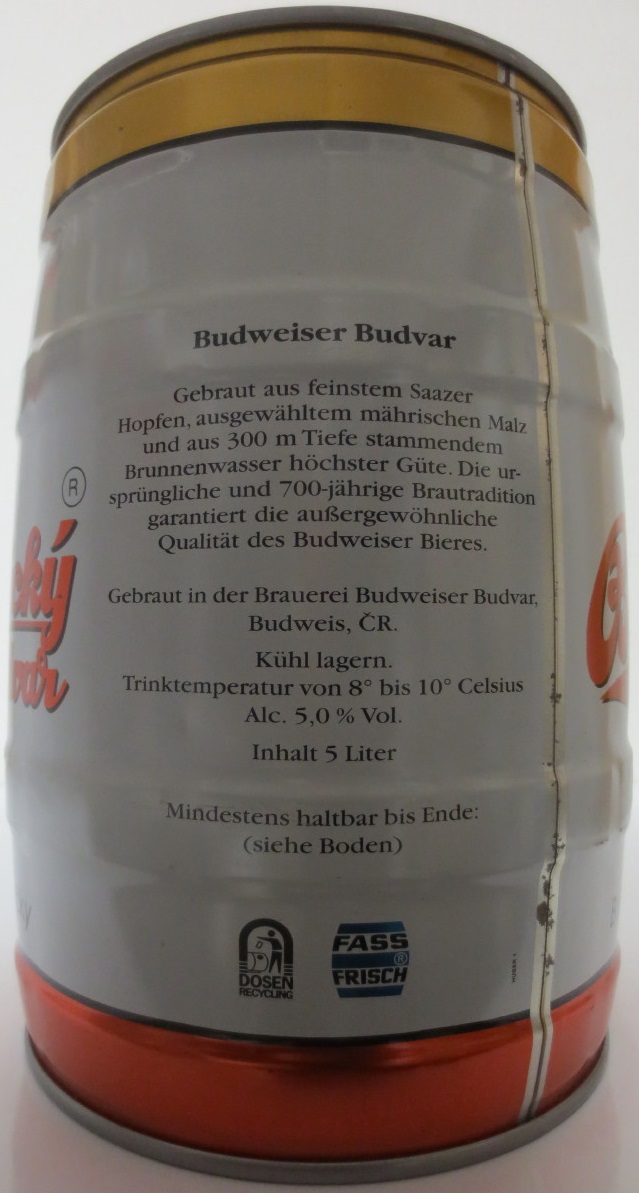 Budweiser Budvar
Gebraut aus feinstem Saazer
Hopfen, ausgewähltem mährischen Malz
und aus 300 m Tiefe stammendem
Brunnenwasser höchster Güte. Die ur-
sprüngliche und 700-jährige Brautradition
garantiert die außergewöhnliche
Qualität des Budweiser Bieres.
Gebraut in der Brauerei Budweiser Budvar,
Budweis, ČR.
Kühl lagern.
Trinktemperatur von 8° bis 10° Celsius
Alc. 5,0 % Vol.
Inhalt 5 Liter
Mindestens haltbar bis Ende:
(siehe Boden)
®
cký
var
DOSEN
RECYCLING
FASS
®
FRISCH